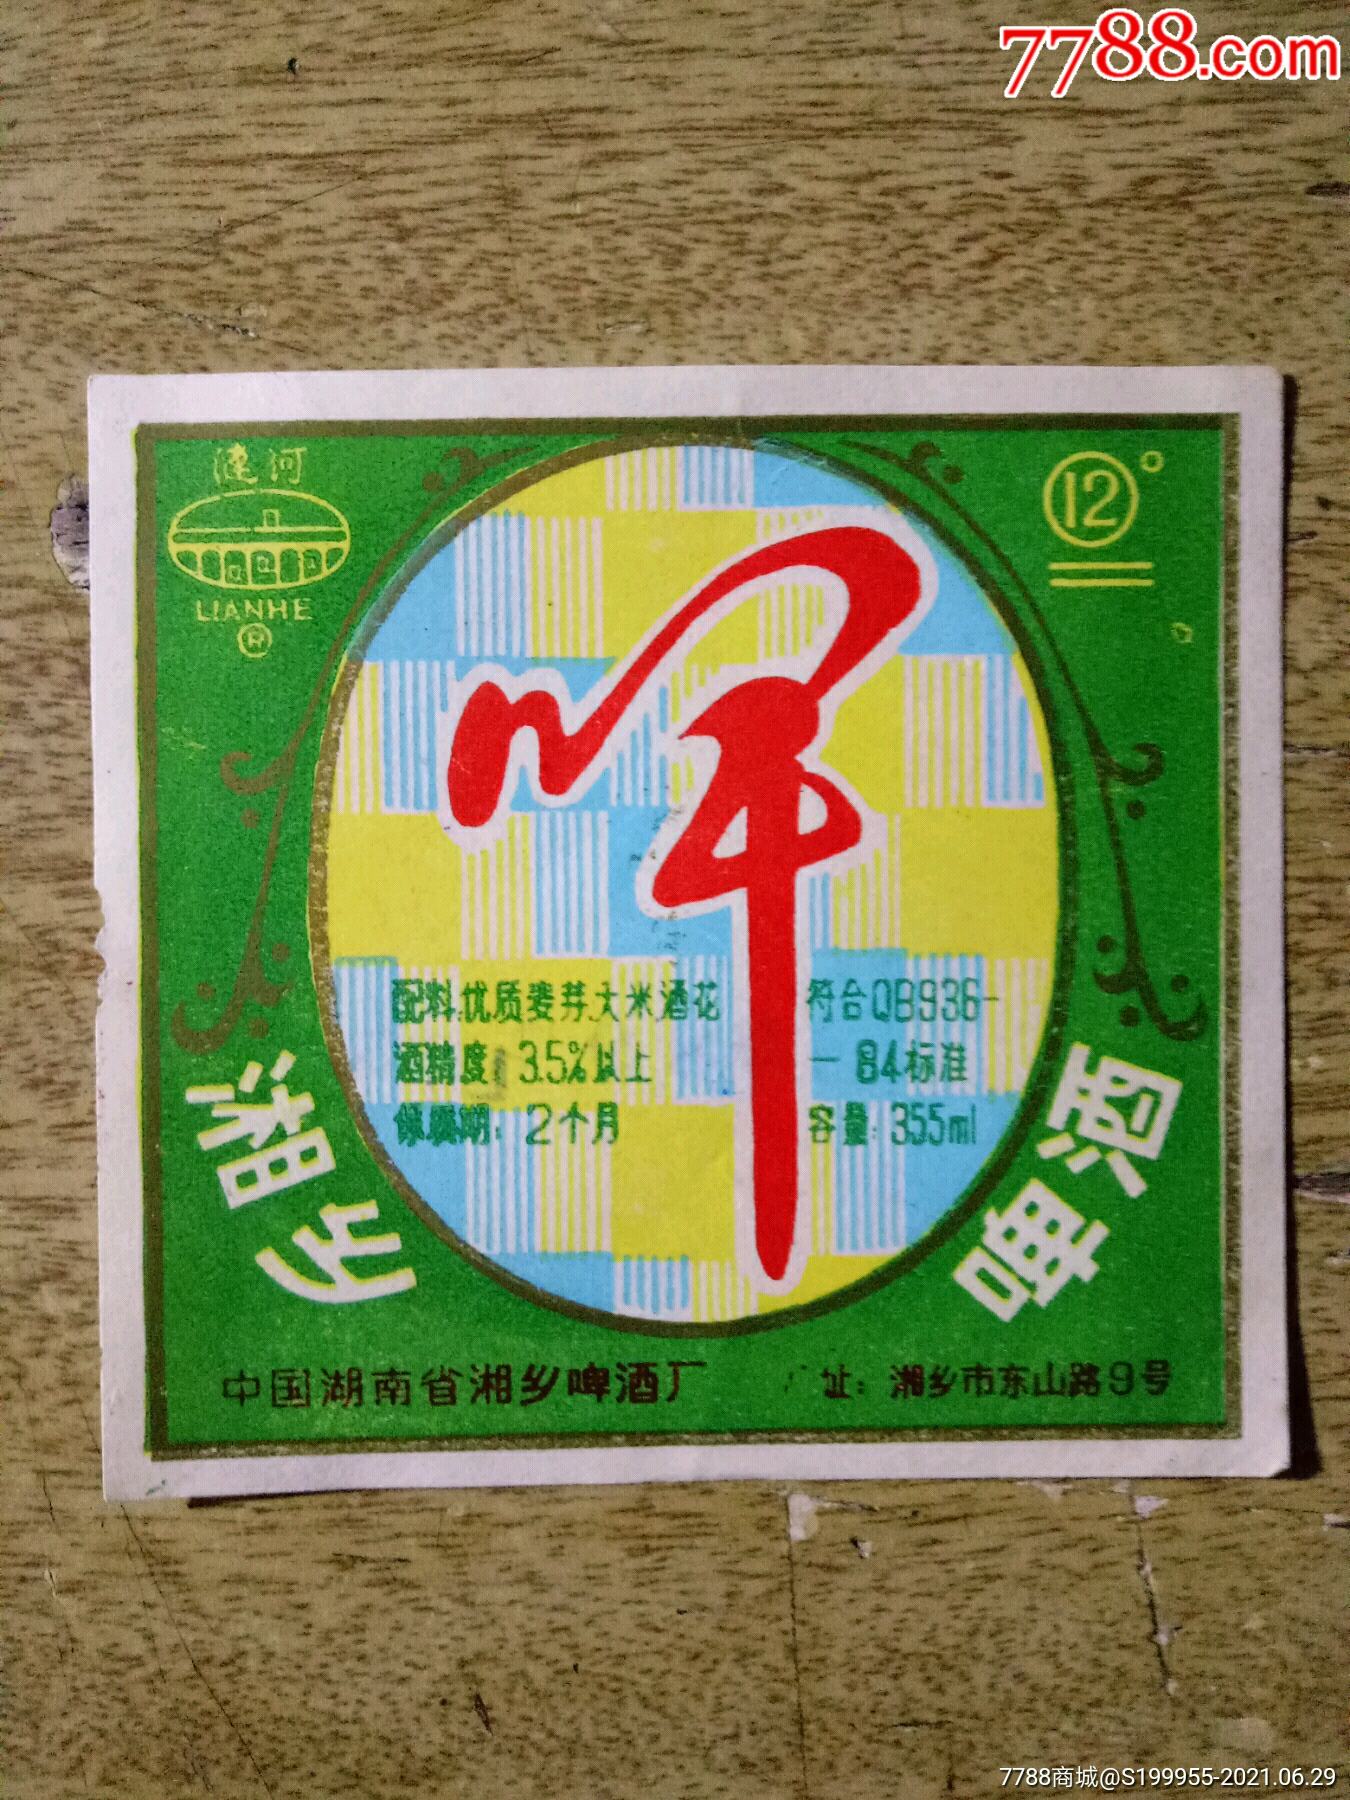 7788.com
涟河
LIANHE
®
12°
啤
配料:优质麦芽大米酒花
酒精度:3.5%以上
保质期:2个月
符合QB936-
-84标准
容量:355ml
湘乡
啤酒
中国湖南省湘乡啤酒厂
厂址:湘乡市东山路9号
7788商城@S199955-2021.06.29